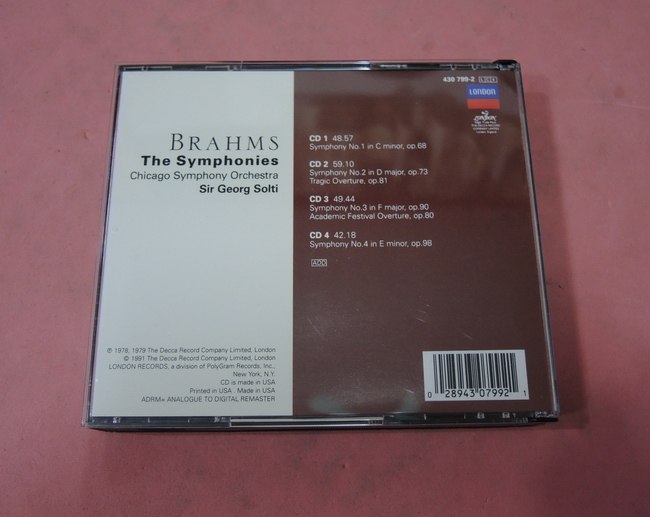 430 799-2
LONDON
BRAHMS
The Symphonies
Chicago Symphony Orchestra
Sir Georg Solti
CD 1 48.57
Symphony No.1 in C minor, op.68
CD 2 59.10
Symphony No.2 in D major, op.73
Tragic Overture, op.81
CD 3 49.44
Symphony No.3 in F major, op.90
Academic Festival Overture, op.80
CD 4 42.18
Symphony No.4 in E minor, op.98
ADD
℗ 1978, 1979 The Decca Record Company Limited, London
© 1991 The Decca Record Company Limited, London
LONDON RECORDS, a division of PolyGram Records, Inc.,
New York, N.Y.
CD is made in USA
Printed in USA . Made in USA
ADRM= ANALOGUE TO DIGITAL REMASTER
0 28943 07992 1